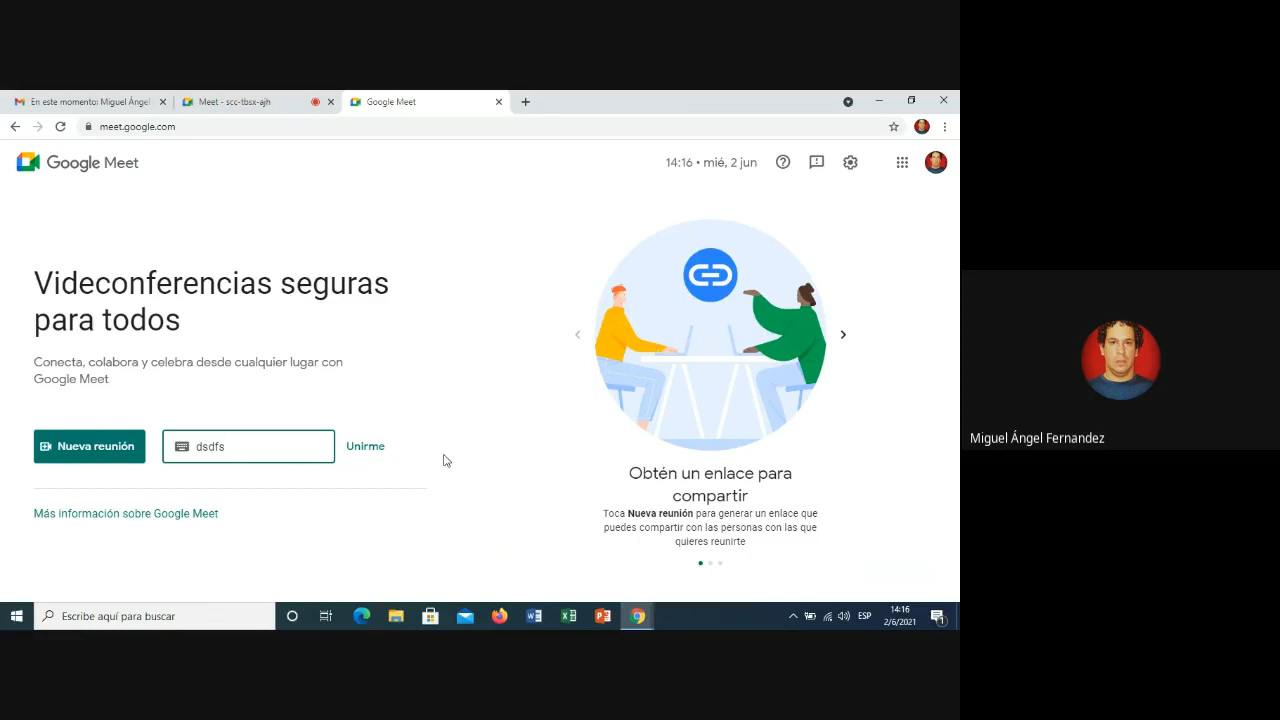 En este momento: Miguel Ángel
Meet - scc-tbsx-ajh
Google Meet
meet.google.com
Google Meet
14:16 • mié, 2 jun
Videconferencias seguras
para todos
Conecta, colabora y celebra desde cualquier lugar con
Google Meet
Nueva reunión
dsdfs
Unirme
Más información sobre Google Meet
Obtén un enlace para
compartir
Toca Nueva reunión para generar un enlace que
puedes compartir con las personas con las que
quieres reunirte
Miguel Ángel Fernandez
Escribe aquí para buscar
ESP
14:16
2/6/2021
1